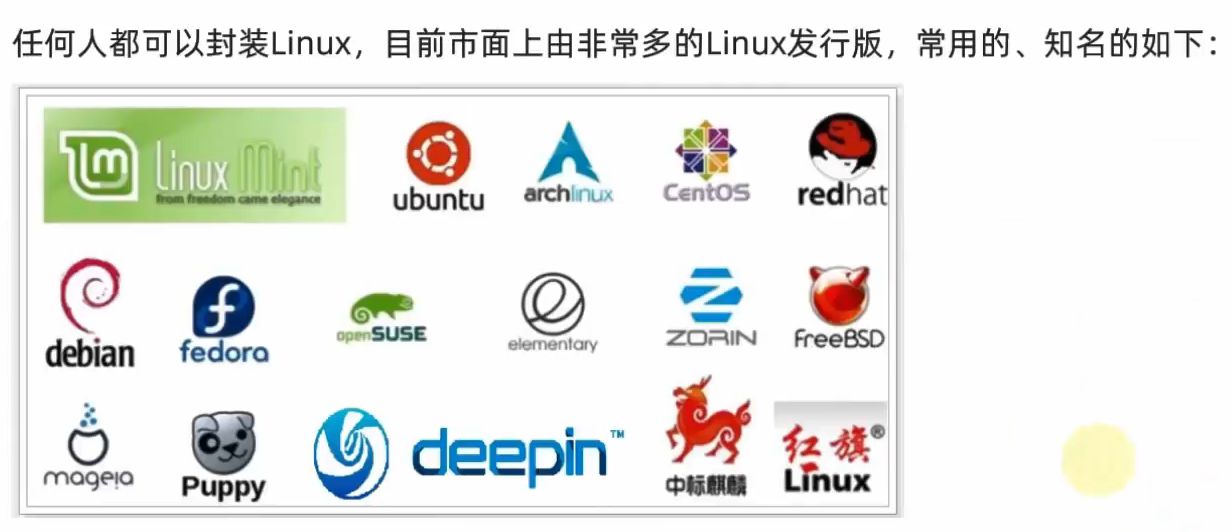 任何人都可以封装Linux，目前市面上由非常多的Linux发行版，常用的、知名的如下：
Linux Mint
from freedom came elegance
ubuntu
archlinux
CentOS
redhat
debian
fedora
openSUSE
elementary
ZORIN
FreeBSD
mageia
Puppy
deepin™
中标麒麟
红旗®
Linux